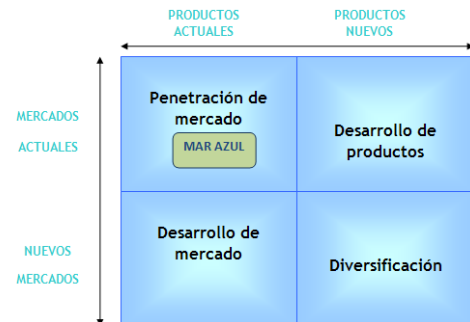 PRODUCTOS
ACTUALES
PRODUCTOS
NUEVOS
MERCADOS
ACTUALES
Penetración de
mercado
MAR AZUL
Desarrollo de
productos
NUEVOS
MERCADOS
Desarrollo de
mercado
Diversificación